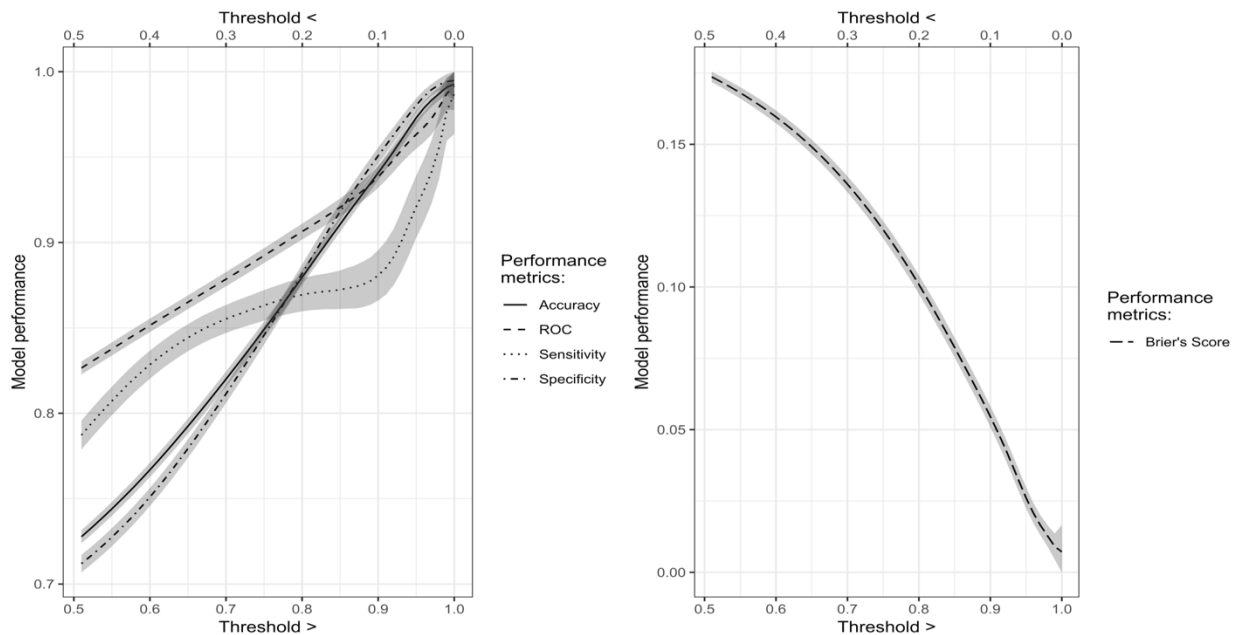 Threshold <
0.5 0.4 0.3 0.2 0.1 0.0
1.0
0.9
0.8
0.7
Model performance
0.5 0.6 0.7 0.8 0.9 1.0
Threshold >
Performance
metrics:
Accuracy
ROC
Sensitivity
Specificity
Threshold <
0.5 0.4 0.3 0.2 0.1 0.0
0.15
0.10
0.05
0.00
Model performance
0.5 0.6 0.7 0.8 0.9 1.0
Threshold >
Performance
metrics:
Brier's Score